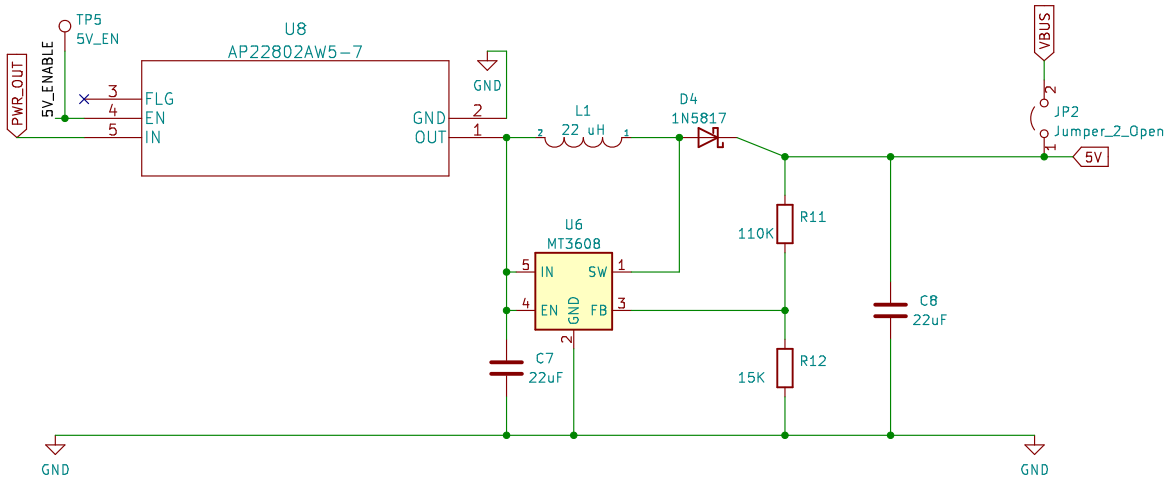 TP5
5V_EN
5V_ENABLE
PWR_OUT
U8
AP22802AW5-7
3
FLG
4
EN
5
IN
GND
2
OUT
1
GND
L1
22 uH
2
1
D4
1N5817
VBUS
2
JP2
Jumper_2_Open
1
5V
U6
MT3608
5
IN
SW
1
4
EN
GND
FB
3
2
R11
110K
R12
15K
C7
22uF
C8
22uF
GND
GND